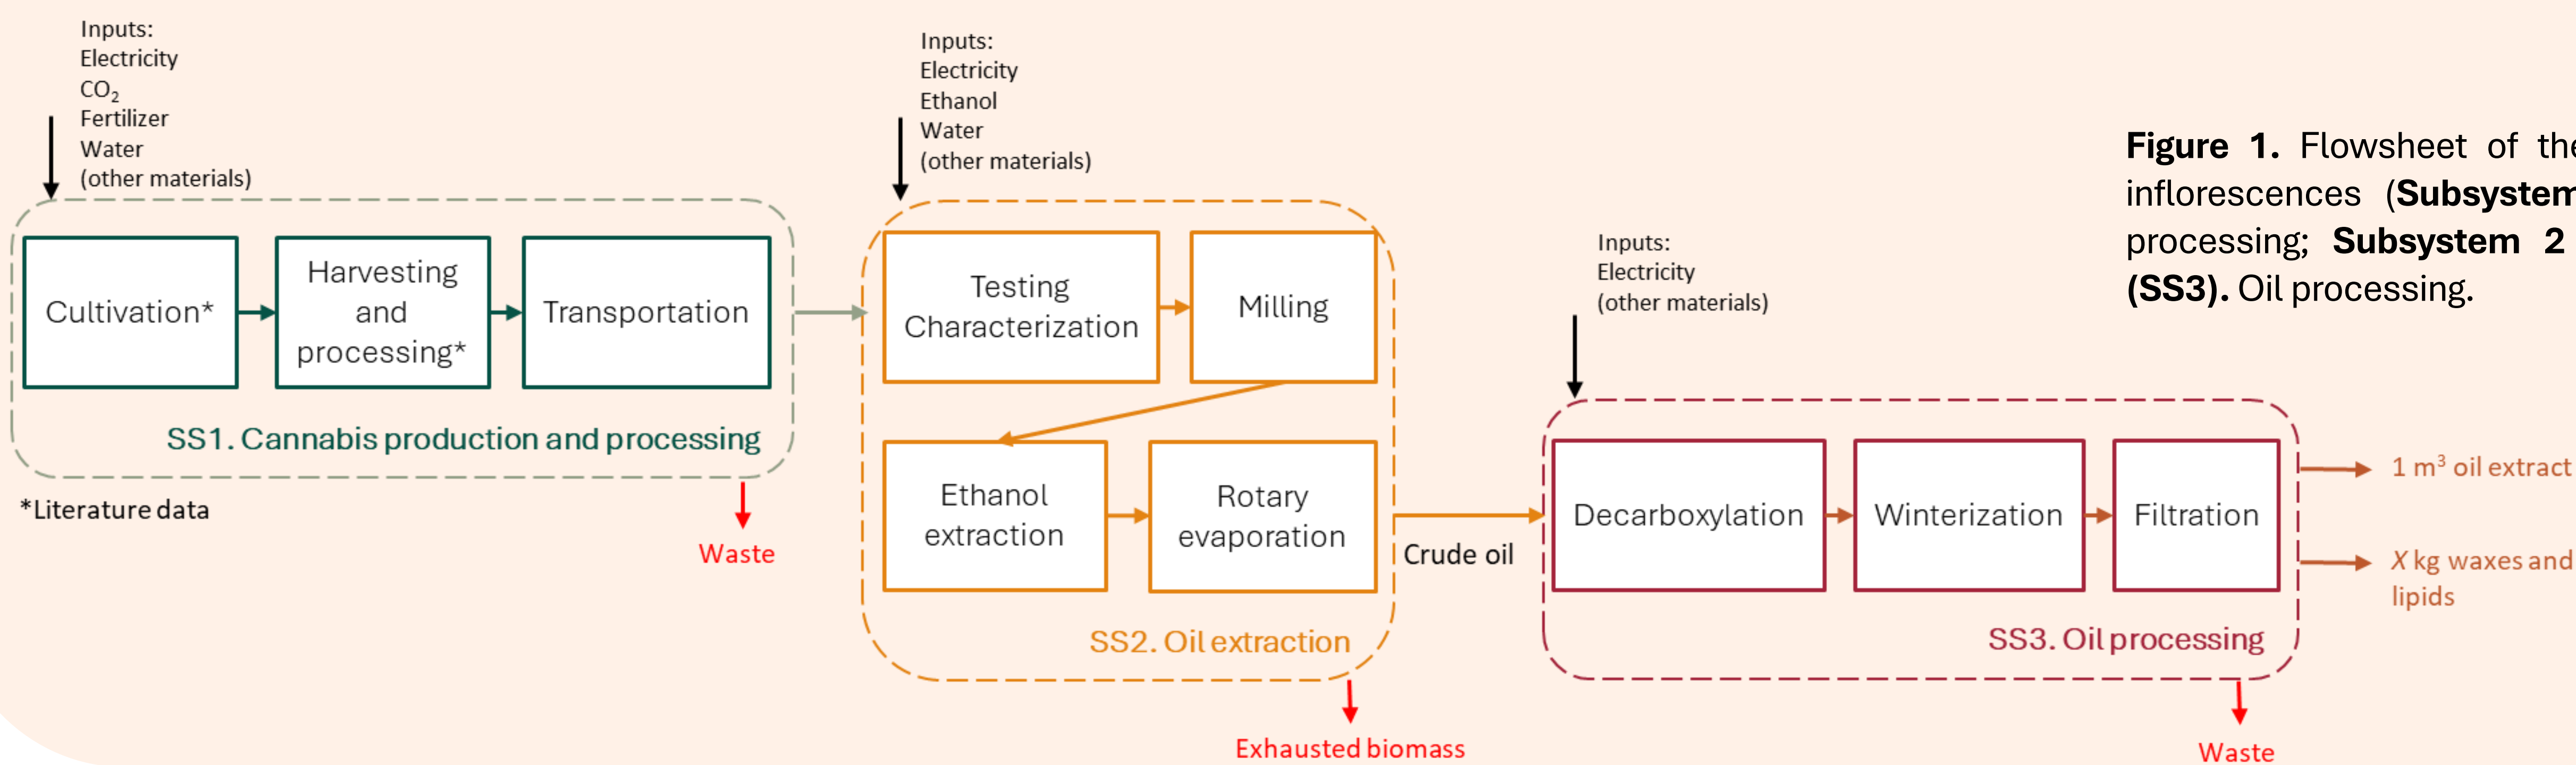 Inputs:
Electricity
CO₂
Fertilizer
Water
(other materials)
Cultivation*
Harvesting
and
processing*
Transportation
SS1. Cannabis production and processing
*Literature data
Waste
Inputs:
Electricity
Ethanol
Water
(other materials)
Testing
Characterization
Milling
Ethanol
extraction
Rotary
evaporation
SS2. Oil extraction
Exhausted biomass
Crude oil
Inputs:
Electricity
(other materials)
Decarboxylation
Winterization
Filtration
SS3. Oil processing
Waste
1 m³ oil extract
X kg waxes and
lipids
Figure 1. Flowsheet of the
inflorescences (Subsystem
processing; Subsystem 2
(SS3). Oil processing.